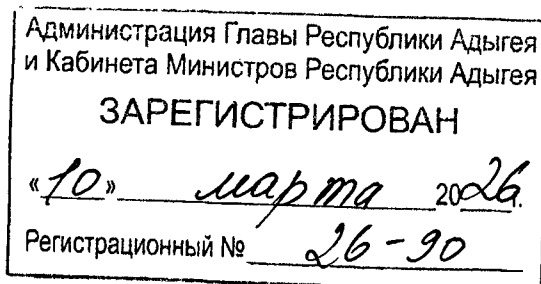 Администрация Главы Республики Адыгея
и Кабинета Министров Республики Адыгея
ЗАРЕГИСТРИРОВАН
«10» марта 2026.
Регистрационный № 26-90